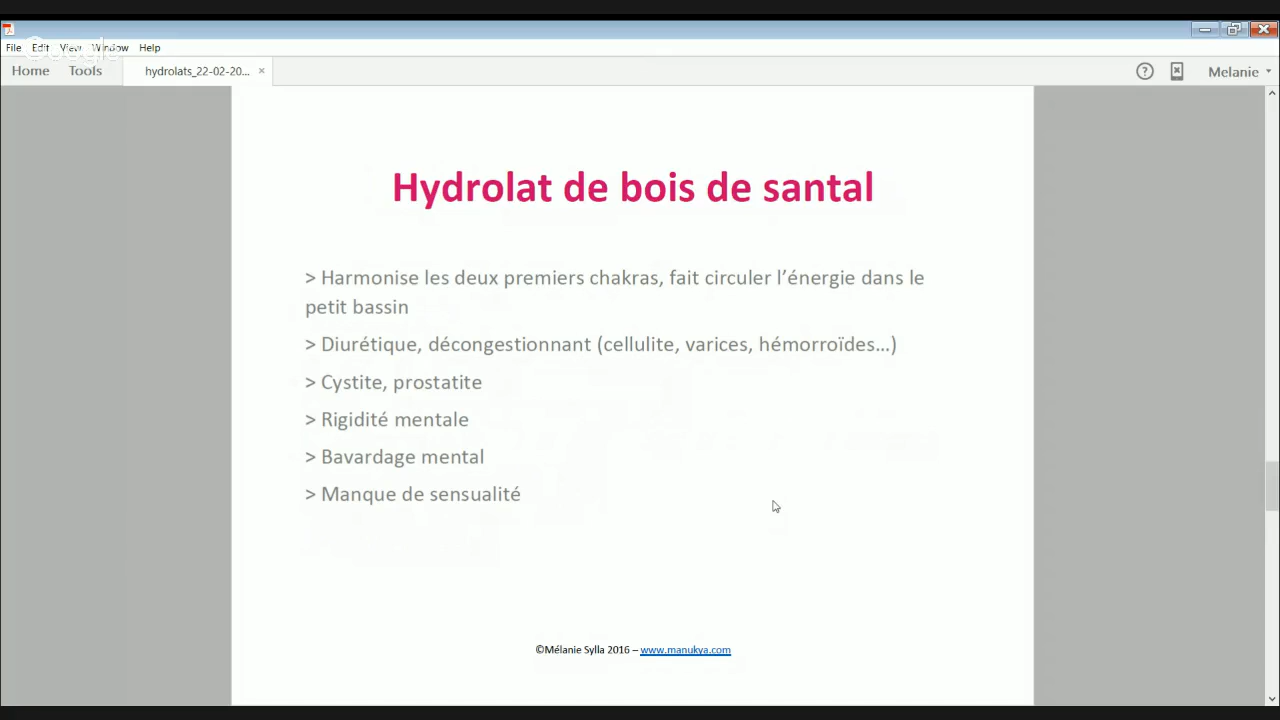 File Edit View Window Help
Home Tools hydrolats_22-02-20... × Melanie
Hydrolat de bois de santal
> Harmonise les deux premiers chakras, fait circuler l’énergie dans le
petit bassin
> Diurétique, décongestionnant (cellulite, varices, hémorroïdes…)
> Cystite, prostatite
> Rigidité mentale
> Bavardage mental
> Manque de sensualité
©Mélanie Sylla 2016 – www.manukya.com